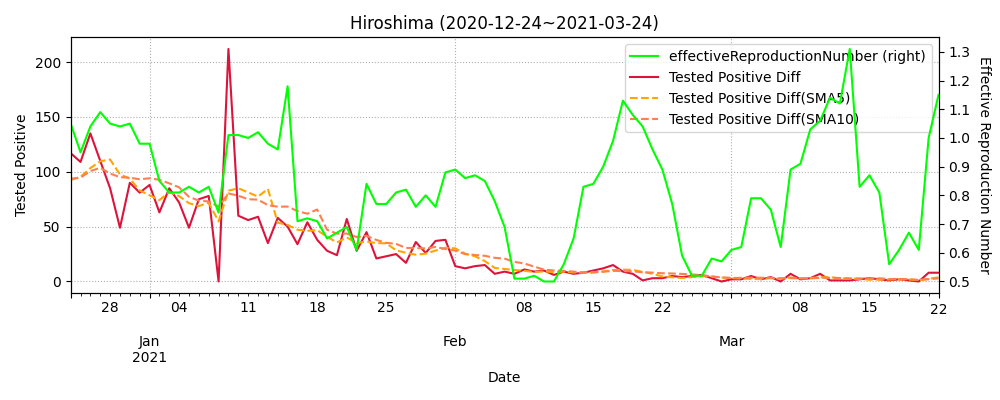 Hiroshima (2020-12-24~2021-03-24)
effectiveReproductionNumber (right)
Tested Positive Diff
Tested Positive Diff(SMA5)
Tested Positive Diff(SMA10)
Tested Positive
200
150
100
50
0
Effective Reproduction Number
1.3
1.2
1.1
1.0
0.9
0.8
0.7
0.6
0.5
28 04 11 18 25 08 15 22 08 15 22
Jan Feb Mar
2021
Date